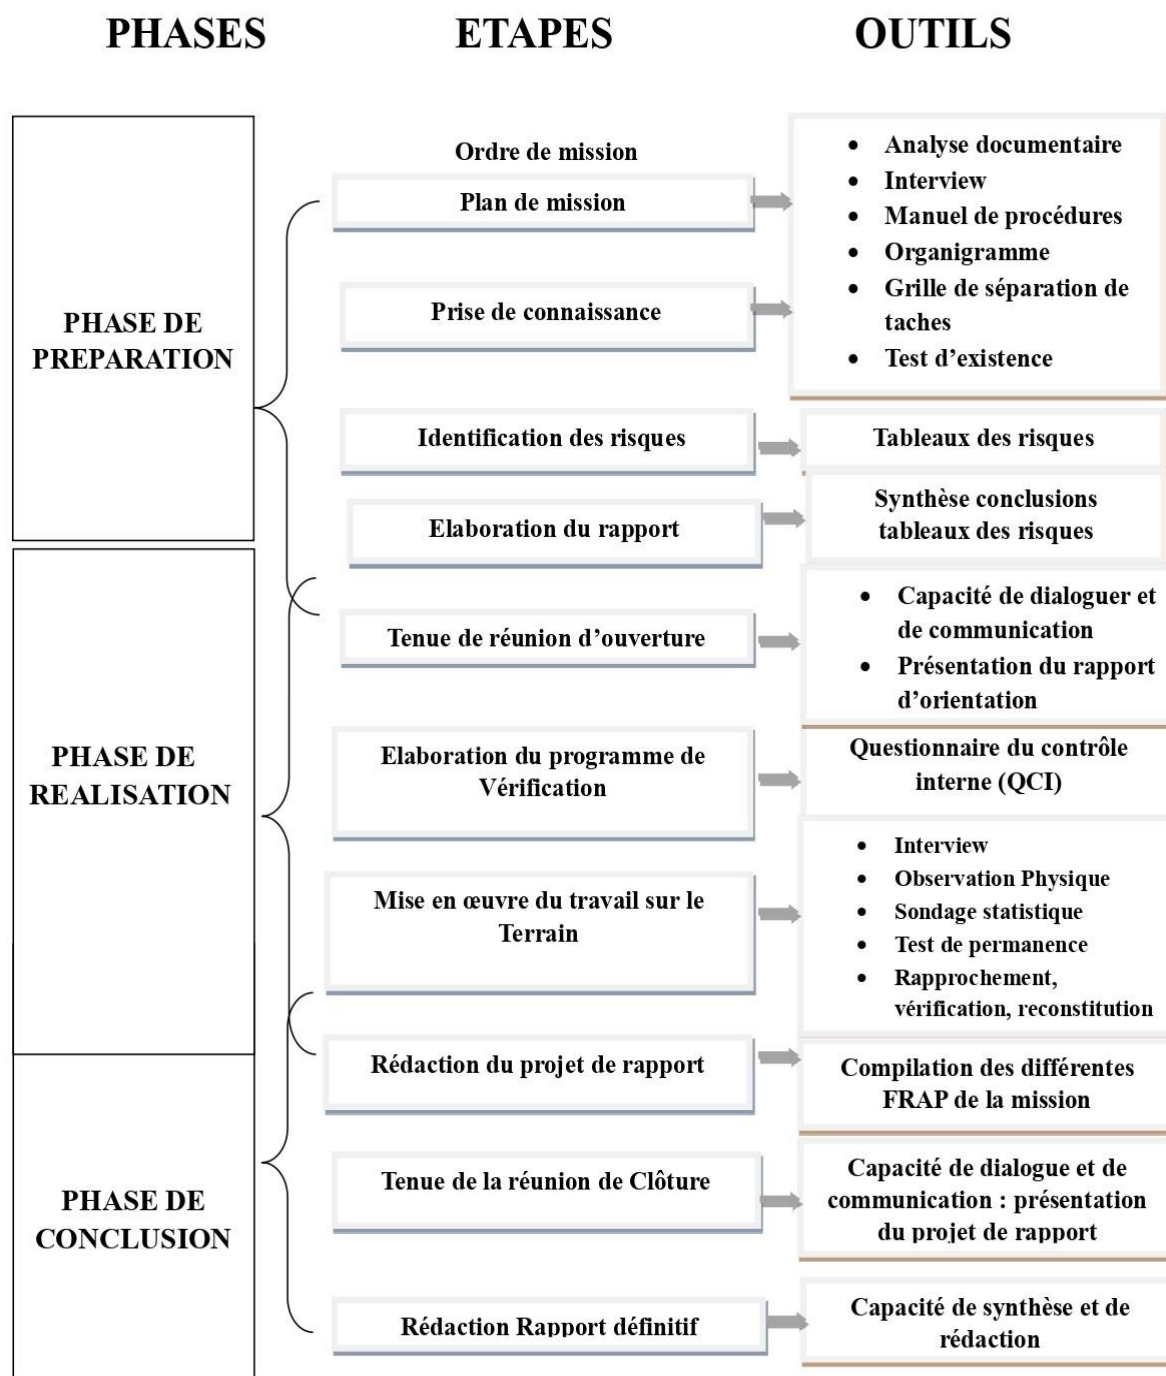 PHASES
ETAPES
OUTILS
PHASE DE
PREPARATION
Ordre de mission
Plan de mission
Prise de connaissance
• Analyse documentaire
• Interview
• Manuel de procédures
• Organigramme
• Grille de séparation de
taches
• Test d’existence
Identification des risques
Tableaux des risques
Elaboration du rapport
Synthèse conclusions
tableaux des risques
Tenue de réunion d’ouverture
• Capacité de dialoguer et
de communication
• Présentation du rapport
d’orientation
PHASE DE
REALISATION
Elaboration du programme de
Vérification
Questionnaire du contrôle
interne (QCI)
Mise en œuvre du travail sur le
Terrain
• Interview
• Observation Physique
• Sondage statistique
• Test de permanence
• Rapprochement,
vérification, reconstitution
Rédaction du projet de rapport
Compilation des différentes
FRAP de la mission
PHASE DE
CONCLUSION
Tenue de la réunion de Clôture
Capacité de dialogue et de
communication : présentation
du projet de rapport
Rédaction Rapport définitif
Capacité de synthèse et de
rédaction